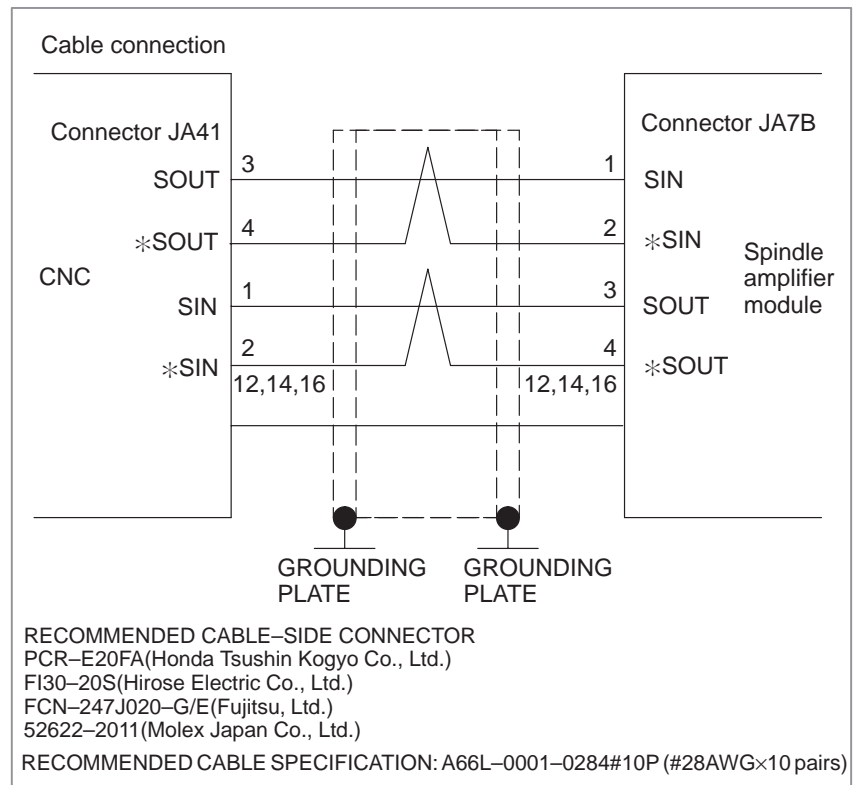 Cable connection
Connector JA41
Connector JA7B
SOUT 3 1 SIN
∗SOUT 4 2 ∗SIN
CNC
Spindle
amplifier
module
SIN 1 3 SOUT
∗SIN 2 4 ∗SOUT
12,14,16 12,14,16
GROUNDING
PLATE
GROUNDING
PLATE
RECOMMENDED CABLE–SIDE CONNECTOR
PCR–E20FA(Honda Tsushin Kogyo Co., Ltd.)
FI30–20S(Hirose Electric Co., Ltd.)
FCN–247J020–G/E(Fujitsu, Ltd.)
52622–2011(Molex Japan Co., Ltd.)
RECOMMENDED CABLE SPECIFICATION: A66L–0001–0284#10P (#28AWG×10 pairs)